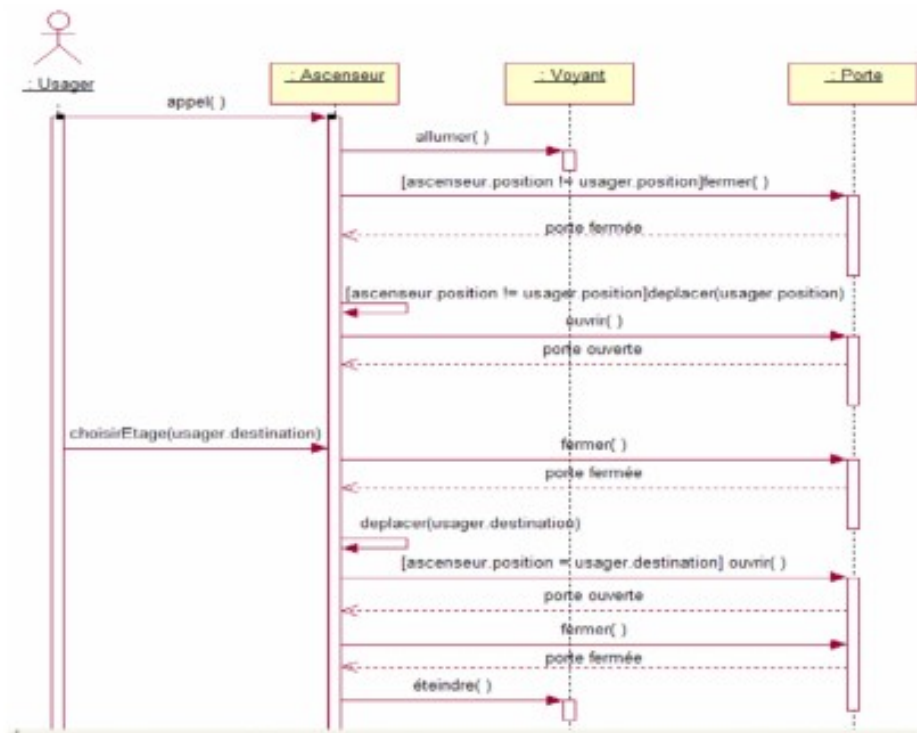 : Usager
: Ascenseur
: Voyant
: Porte
appel( )
allumer( )
[ascenseur.position != usager.position]fermer( )
porte fermée
[ascenseur.position != usager.position]deplacer(usager.position)
ouvrir( )
porte ouverte
choisirEtage(usager.destination)
fermer( )
porte fermée
deplacer(usager.destination)
[ascenseur.position = usager.destination] ouvrir( )
porte ouverte
fermer( )
porte fermée
éteindre( )